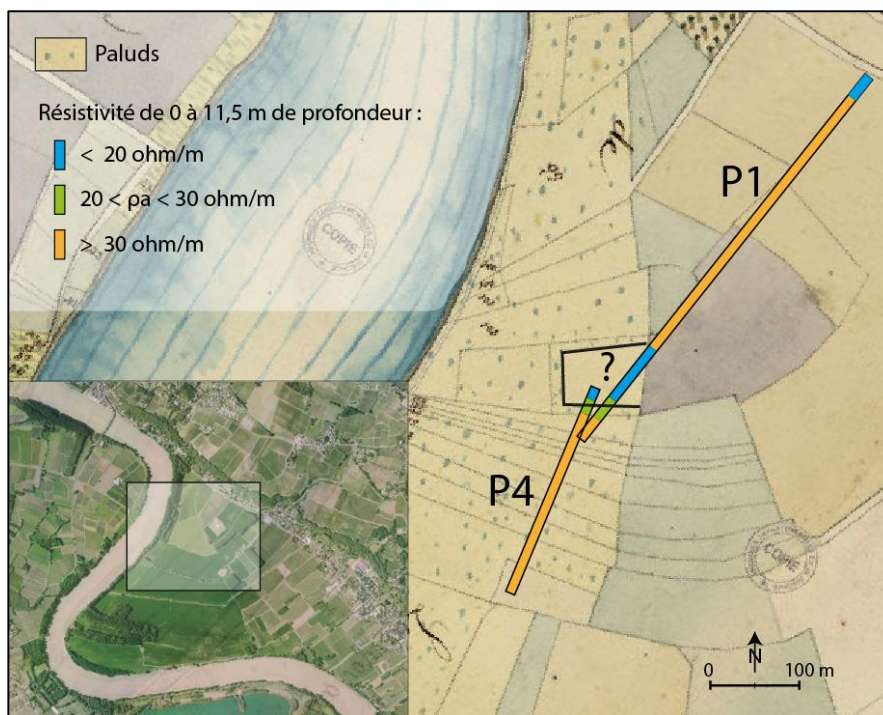 Paluds
Résistivité de 0 à 11,5 m de profondeur :
< 20 ohm/m
20 < ρa < 30 ohm/m
> 30 ohm/m
COPIE
de
P1
?
P4
COPIE
N
0 100 m